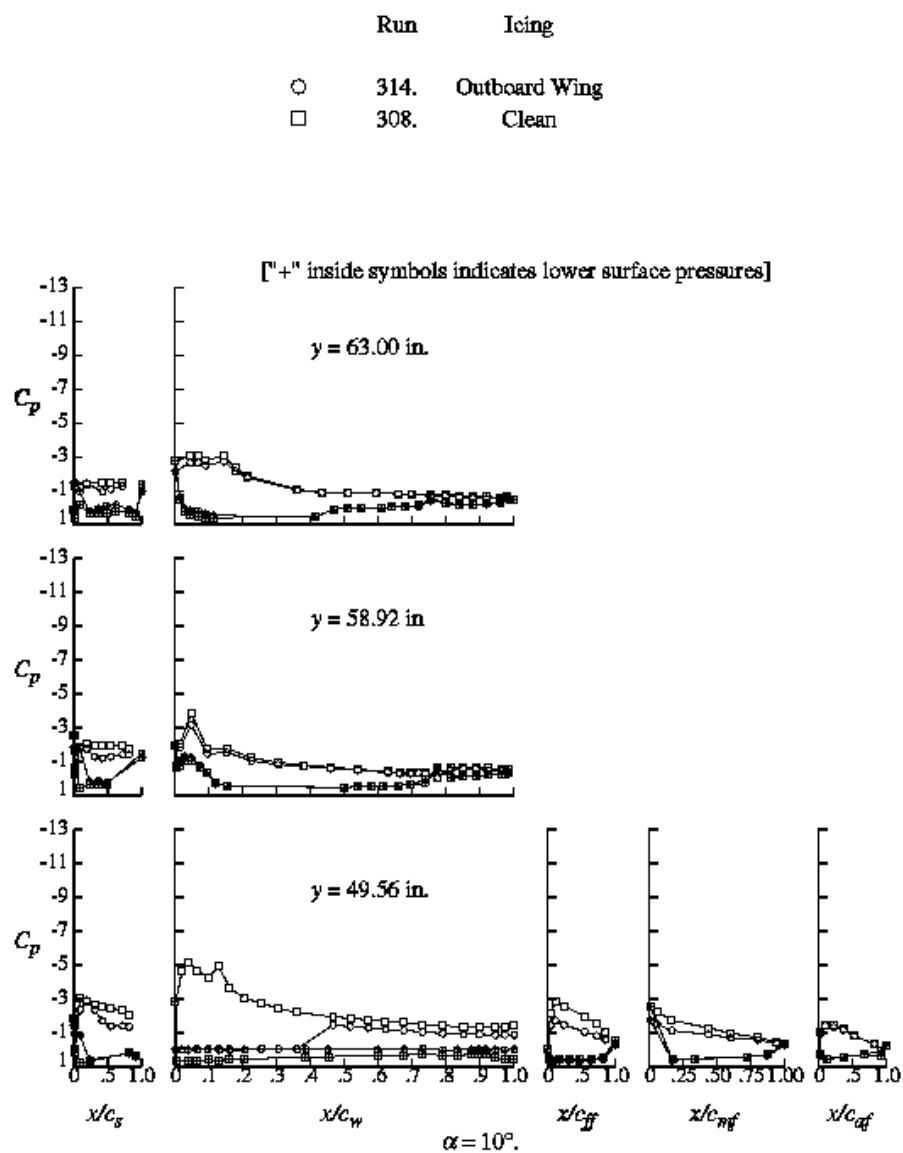 Run Icing
314. Outboard Wing
308. Clean
["+" inside symbols indicates lower surface pressures]
-13
-11
-9
-7
-5
-3
-1
1
Cp
y = 63.00 in.
-13
-11
-9
-7
-5
-3
-1
1
Cp
y = 58.92 in
-13
-11
-9
-7
-5
-3
-1
1
Cp
y = 49.56 in.
0 .5 1.0 0 .1 .2 .3 .4 .5 .6 .7 .8 .9 1.0 0 .5 1.0 0 .25 .50 .75 1.00 0 .5 1.0
x/cs x/cw x/cff x/cmf x/caf
α = 10°.